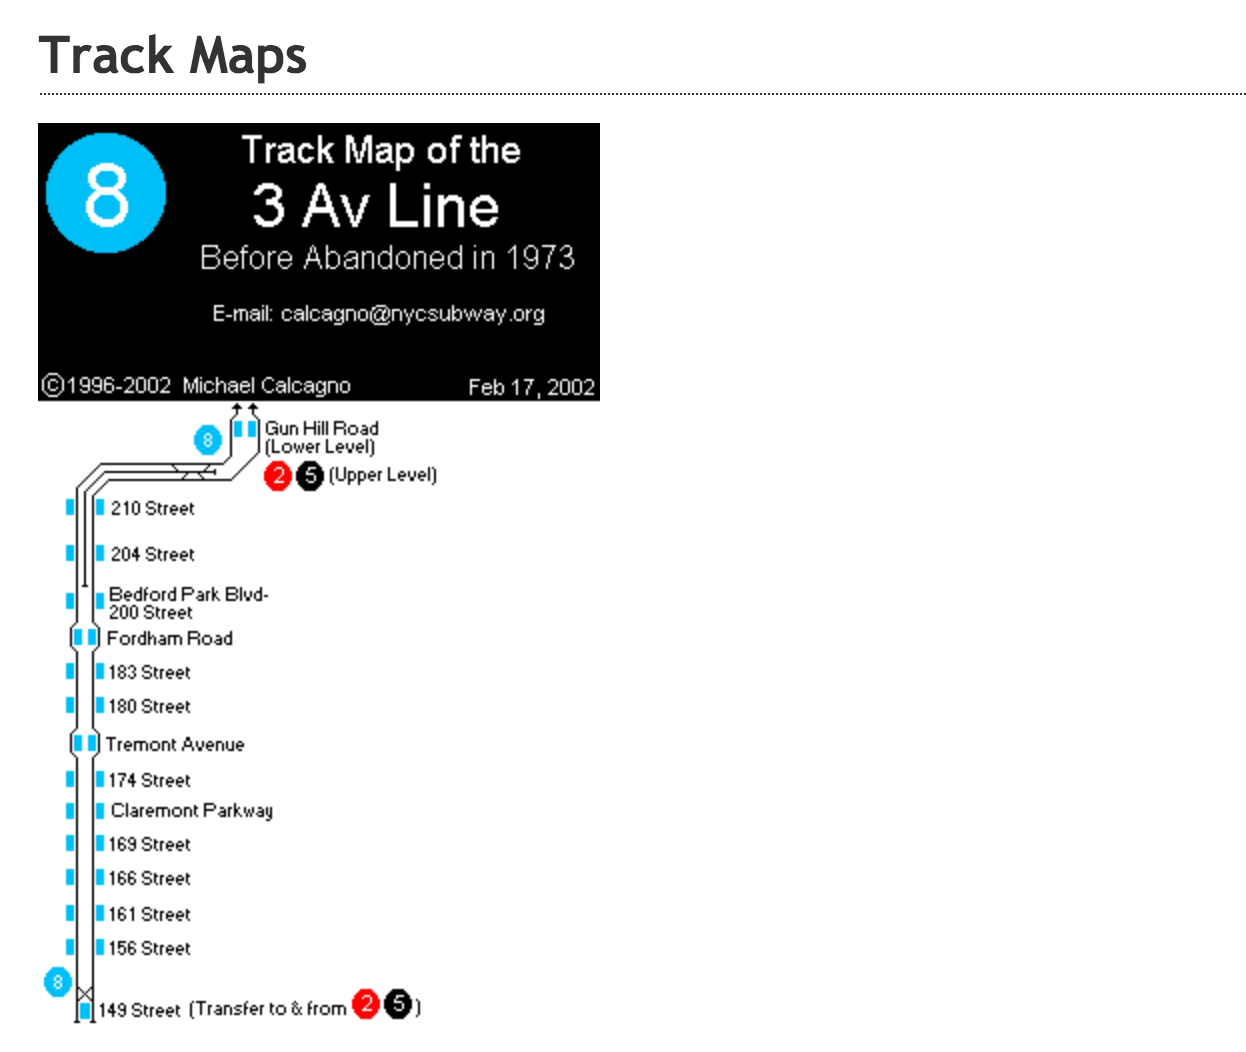 Track Maps
8
Track Map of the
3 Av Line
Before Abandoned in 1973
E-mail: calcagno@nycsubway.org
©1996-2002 Michael Calcagno
Feb 17, 2002
8
Gun Hill Road
(Lower Level)
2 5 (Upper Level)
210 Street
204 Street
Bedford Park Blvd-
200 Street
Fordham Road
183 Street
180 Street
Tremont Avenue
174 Street
Claremont Parkway
169 Street
166 Street
161 Street
156 Street
8
149 Street (Transfer to & from 2 5 )